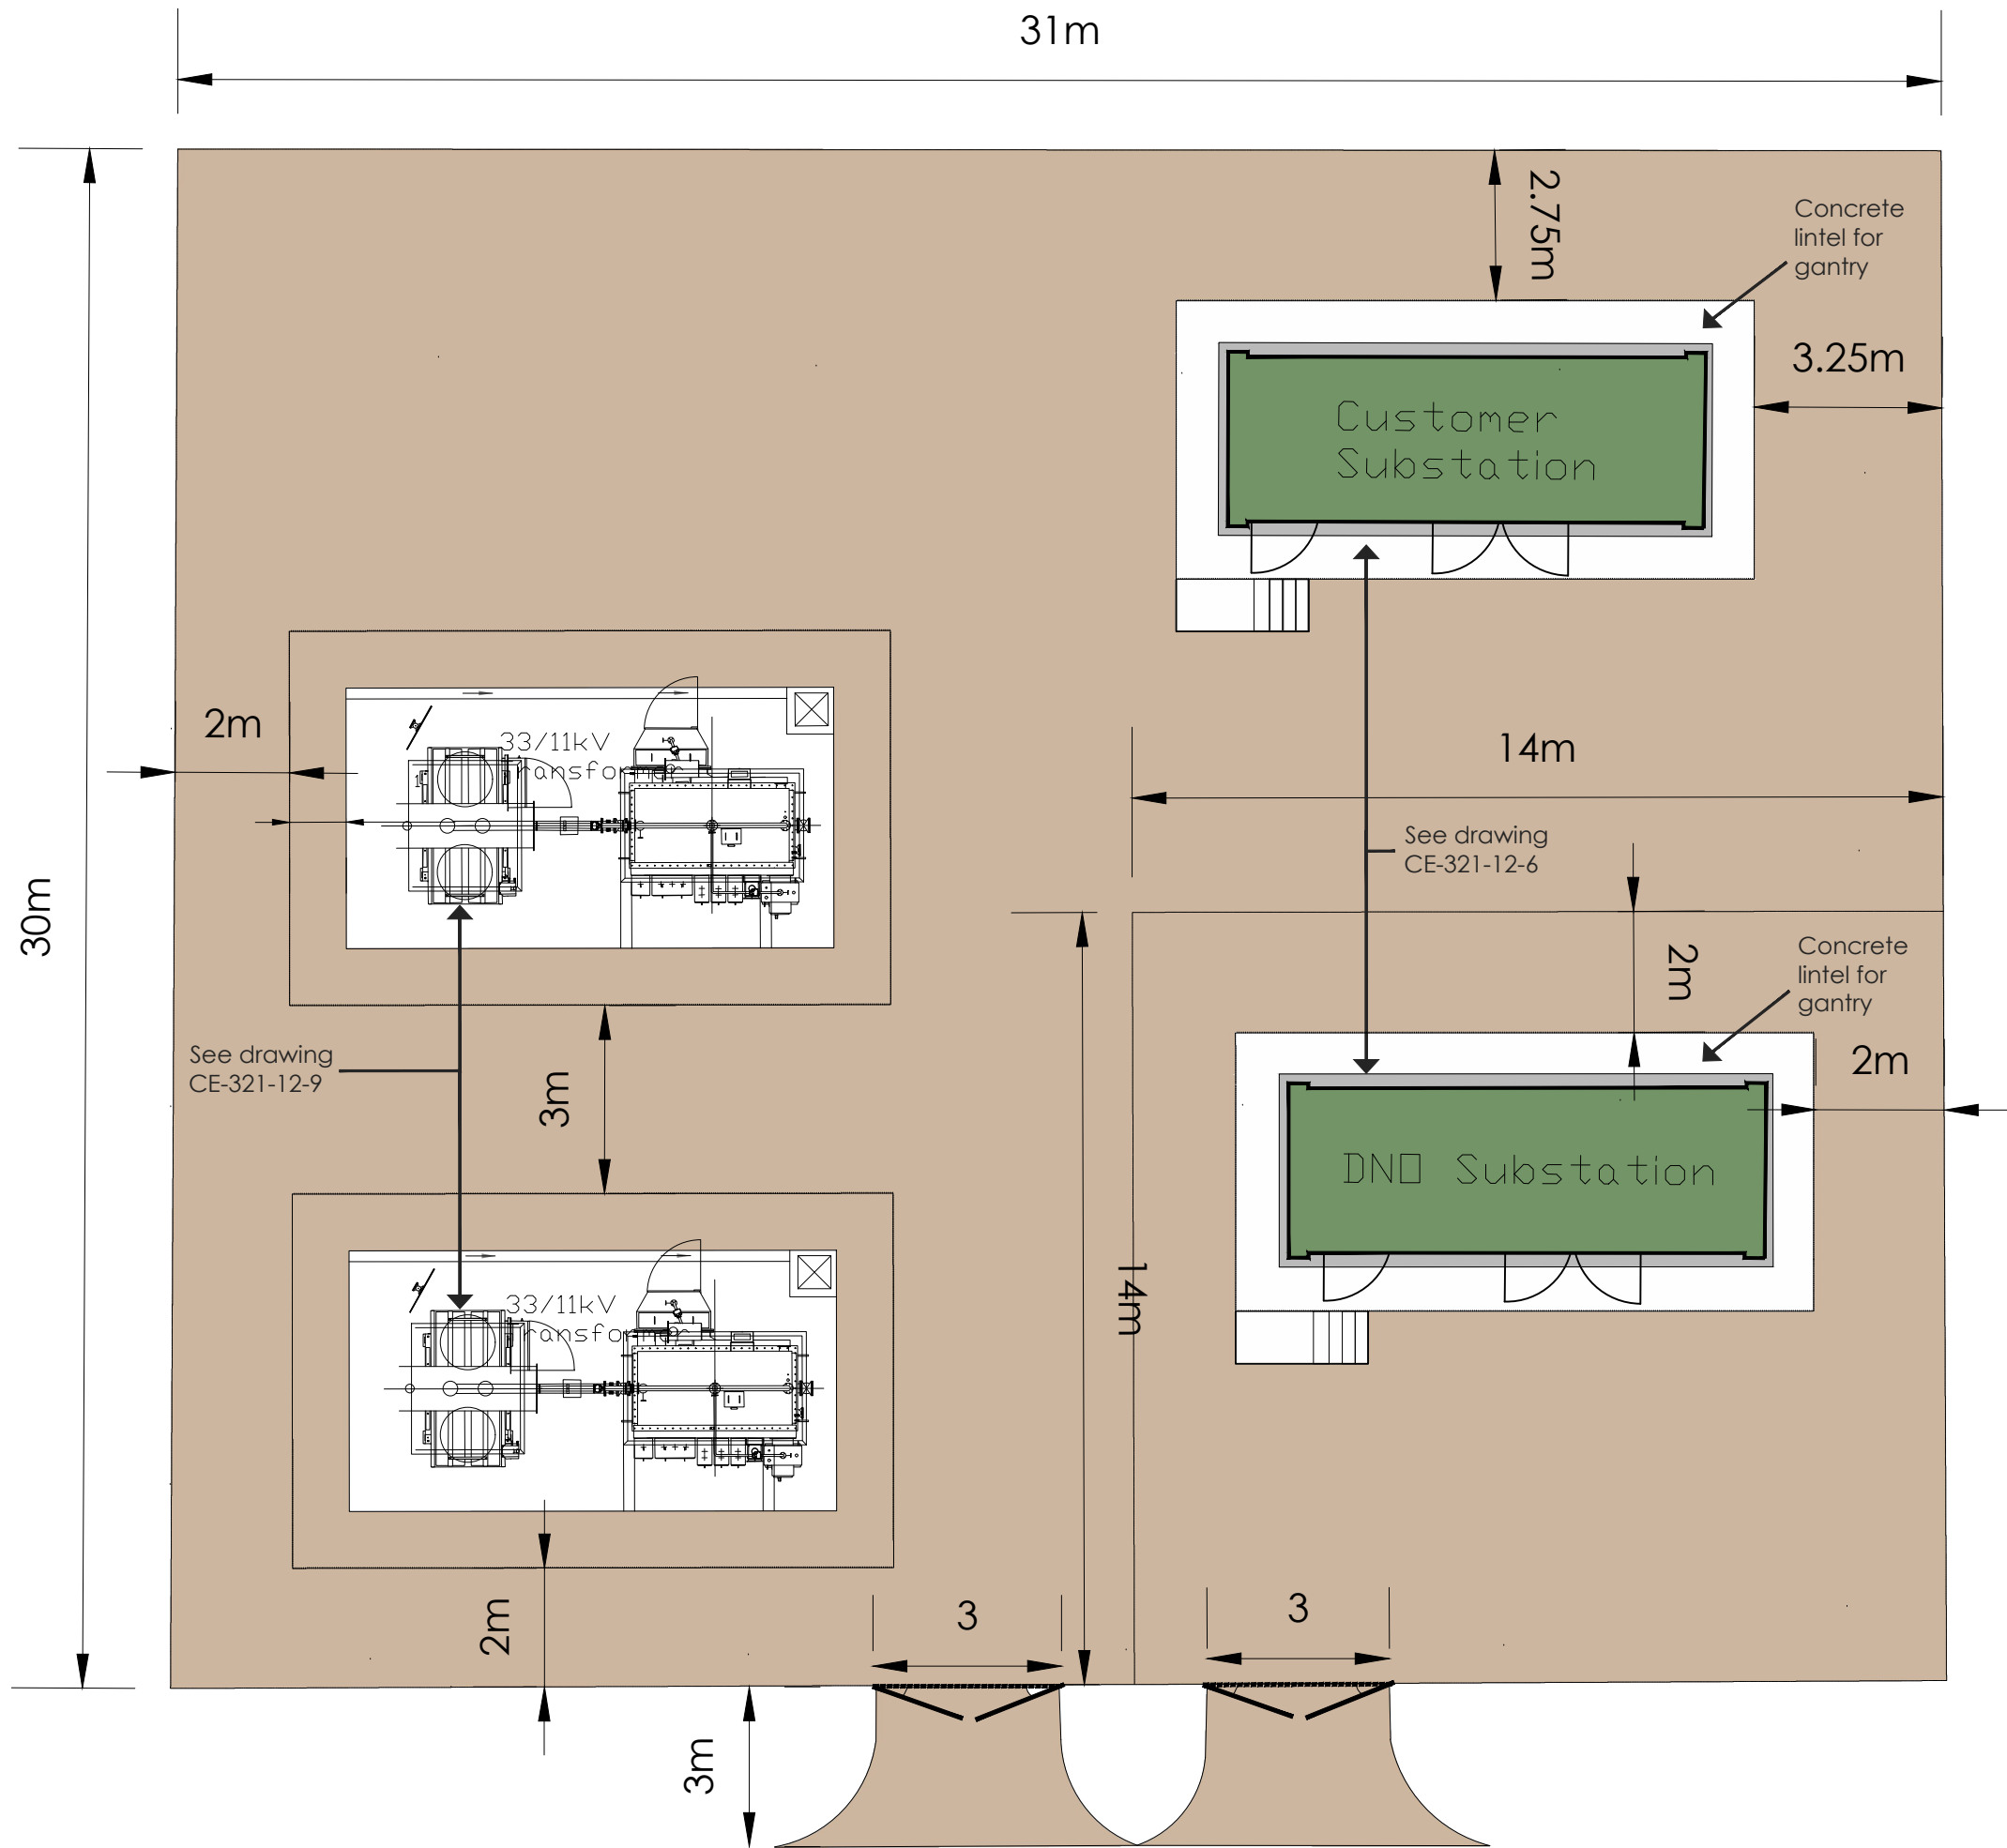 31m
2.75m
Concrete
lintel for
gantry
3.25m
Customer
Substation
2m
33/11kV
Transformer
14m
See drawing
CE-321-12-6
30m
2m
Concrete
lintel for
gantry
2m
See drawing
CE-321-12-9
3m
DNO Substation
14m
33/11kV
Transformer
2m
3
3
3m